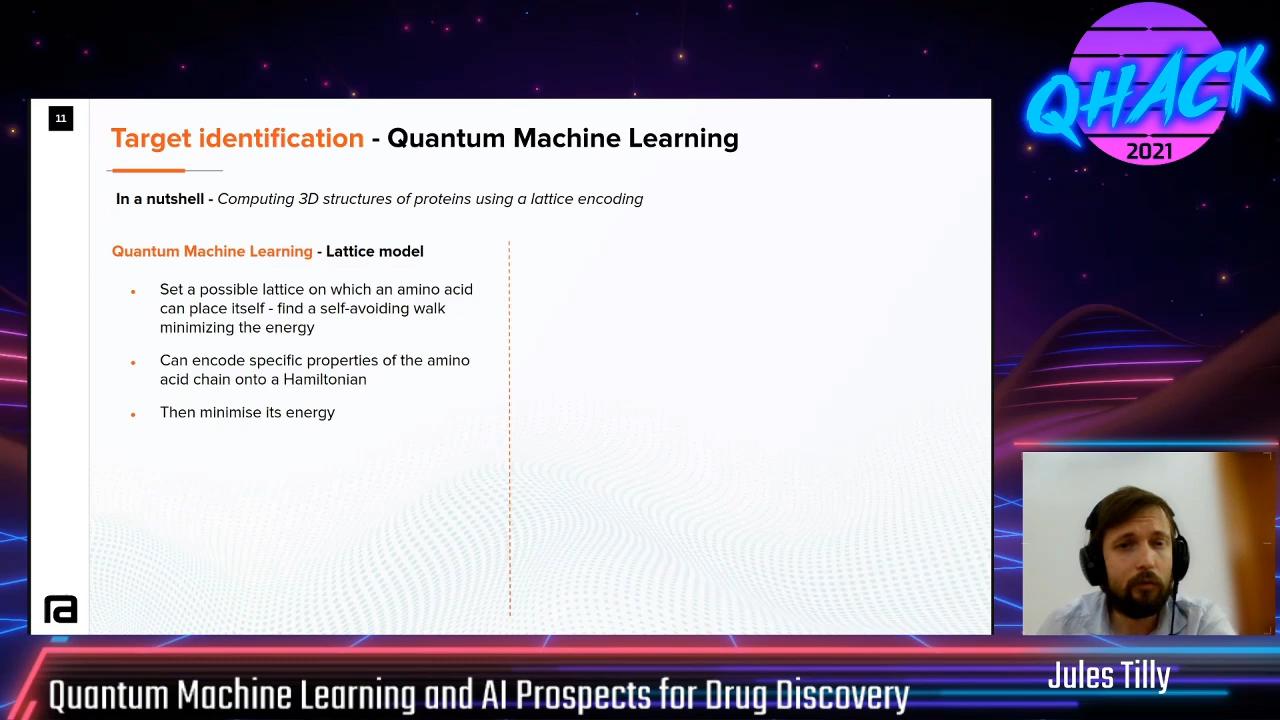 QHACK
2021
11
Target identification - Quantum Machine Learning
In a nutshell - Computing 3D structures of proteins using a lattice encoding
Quantum Machine Learning - Lattice model
Set a possible lattice on which an amino acid
can place itself - find a self-avoiding walk
minimizing the energy
Can encode specific properties of the amino
acid chain onto a Hamiltonian
Then minimise its energy
ra
Jules Tilly
Quantum Machine Learning and AI Prospects for Drug Discovery